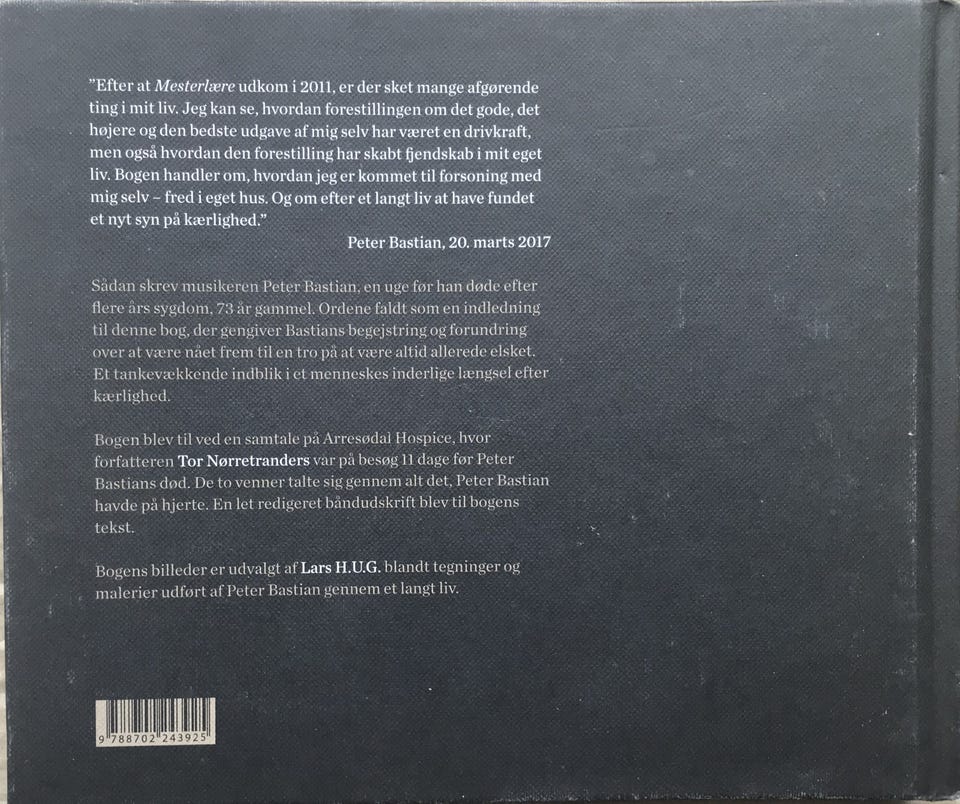 "Efter at Mesterlære udkom i 2011, er der sket mange afgørende
ting i mit liv. Jeg kan se, hvordan forestillingen om det gode, det
højere og den bedste udgave af mig selv har været en drivkraft,
men også hvordan den forestilling har skabt fjendskab i mit eget
liv. Bogen handler om, hvordan jeg er kommet til forsoning med
mig selv – fred i eget hus. Og om efter et langt liv at have fundet
et nyt syn på kærlighed."
Peter Bastian, 20. marts 2017
Sådan skrev musikeren Peter Bastian, en uge før han døde efter
flere års sygdom, 73 år gammel. Ordene faldt som en indledning
til denne bog, der gengiver Bastians begejstring og forundring
over at være nået frem til en tro på at være altid allerede elsket.
Et tankevækkende indblik i et menneskes inderlige længsel efter
kærlighed.
Bogen blev til ved en samtale på Arresødal Hospice, hvor
forfatteren Tor Nørretranders var på besøg 11 dage før Peter
Bastians død. De to venner talte sig gennem alt det, Peter Bastian
havde på hjerte. En let redigeret båndudskrift blev til bogens
tekst.
Bogens billeder er udvalgt af Lars H.U.G. blandt tegninger og
malerier udført af Peter Bastian gennem et langt liv.
9 788702 243925